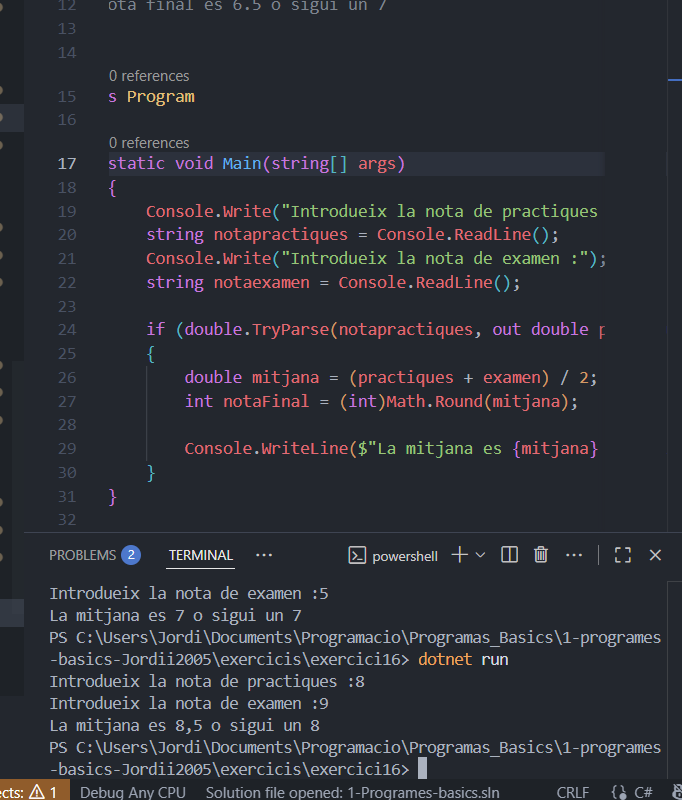 12 ota final es 6.5 o sigui un 7
13
14
0 references
15 s Program
16
0 references
17 static void Main(string[] args)
18 {
19 Console.Write("Introdueix la nota de practiques
20 string notapractiques = Console.ReadLine();
21 Console.Write("Introdueix la nota de examen :");
22 string notaexamen = Console.ReadLine();
23
24 if (double.TryParse(notapractiques, out double p
25 {
26 double mitjana = (practiques + examen) / 2;
27 int notaFinal = (int)Math.Round(mitjana);
28
29 Console.WriteLine($"La mitjana es {mitjana}
30 }
31 }
32
PROBLEMS 2 TERMINAL ··· powershell
Introdueix la nota de examen :5
La mitjana es 7 o sigui un 7
PS C:\Users\Jordi\Documents\Programacio\Programas_Basics\1-programes
-basics-Jordii2005\exercicis\exercici16> dotnet run
Introdueix la nota de practiques :8
Introdueix la nota de examen :9
La mitjana es 8,5 o sigui un 8
PS C:\Users\Jordi\Documents\Programacio\Programas_Basics\1-programes
-basics-Jordii2005\exercicis\exercici16>
ects: 1 Debug Any CPU Solution file opened: 1-Programes-basics.sln CRLF {} C#